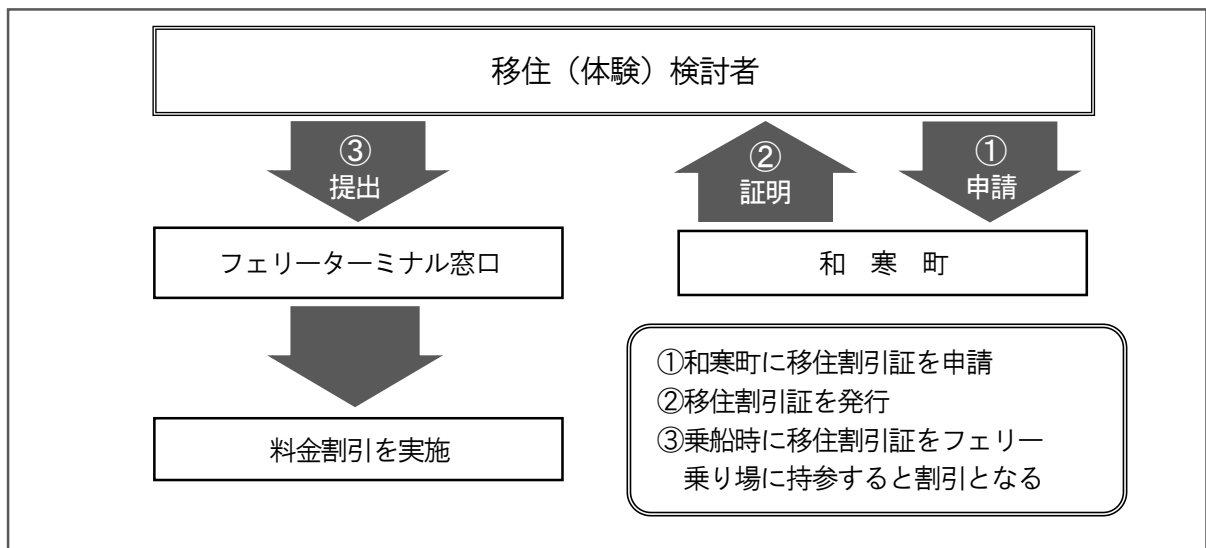 移住（体験）検討者
③
提出
②
証明
①
申請
フェリーターミナル窓口
和　寒　町
料金割引を実施
①和寒町に移住割引証を申請
②移住割引証を発行
③乗船時に移住割引証をフェリー
乗り場に持参すると割引となる